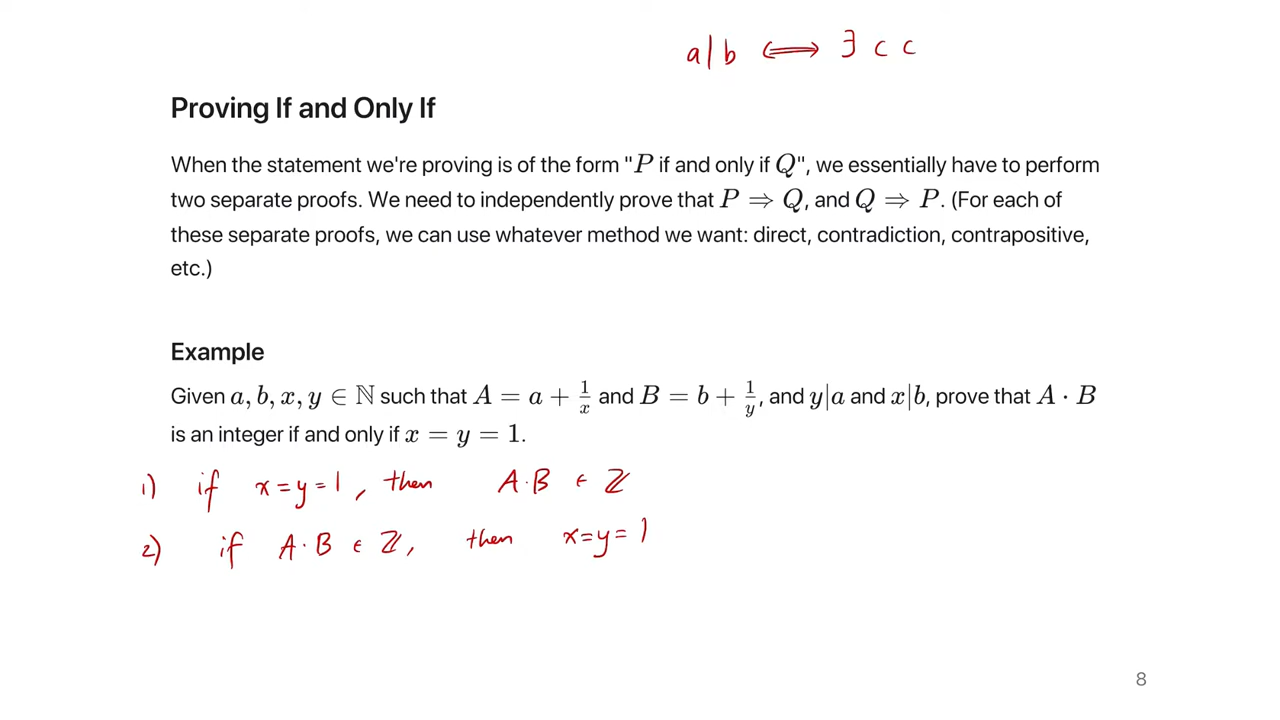 a|b ⟺ ∃ c c
Proving If and Only If
When the statement we're proving is of the form "P if and only if Q", we essentially have to perform
two separate proofs. We need to independently prove that P ⇒ Q, and Q ⇒ P. (For each of
these separate proofs, we can use whatever method we want: direct, contradiction, contrapositive,
etc.)
Example
Given a, b, x, y ∈ ℕ such that A = a + 1/x and B = b + 1/y, and y|a and x|b, prove that A · B
is an integer if and only if x = y = 1.
1) if x=y=1, then A·B ∈ ℤ
2) if A·B ∈ ℤ, then x=y=1
8